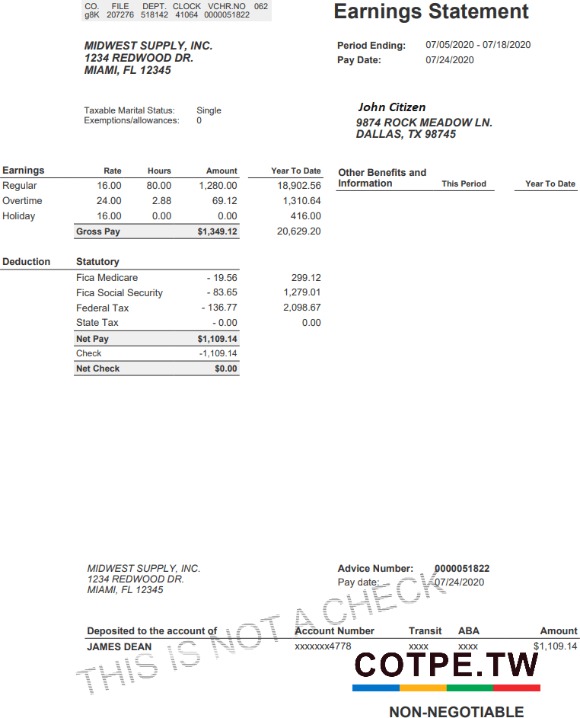 CO. FILE DEPT. CLOCK VCHR.NO 062
g8K 207276 518142 41064 0000051822
Earnings Statement
MIDWEST SUPPLY, INC.
1234 REDWOOD DR.
MIAMI, FL 12345
Period Ending: 07/05/2020 - 07/18/2020
Pay Date: 07/24/2020
Taxable Marital Status: Single
Exemptions/allowances: 0
John Citizen
9874 ROCK MEADOW LN.
DALLAS, TX 98745
Earnings Rate Hours Amount Year To Date
Regular 16.00 80.00 1,280.00 18,902.56
Overtime 24.00 2.88 69.12 1,310.64
Holiday 16.00 0.00 0.00 416.00
Gross Pay $1,349.12 20,629.20
Other Benefits and
Information This Period Year To Date
Deduction Statutory
Fica Medicare - 19.56 299.12
Fica Social Security - 83.65 1,279.01
Federal Tax - 136.77 2,098.67
State Tax - 0.00 0.00
Net Pay $1,109.14
Check -1,109.14
Net Check $0.00
MIDWEST SUPPLY, INC.
1234 REDWOOD DR.
MIAMI, FL 12345
Advice Number: 0000051822
Pay date: 07/24/2020
THIS IS NOT A CHECK
Deposited to the account of Account Number Transit ABA Amount
JAMES DEAN xxxxxxx4778 xxxx xxxx $1,109.14
COTPE.TW
NON-NEGOTIABLE